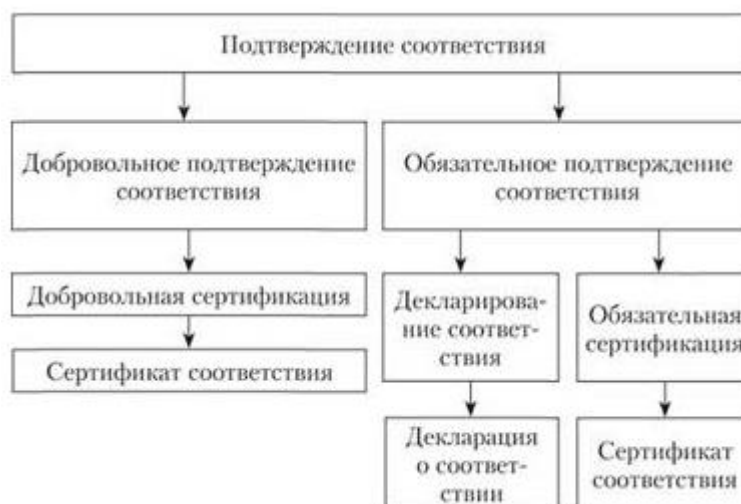 Подтверждение соответствия
Добровольное подтверждение
соответствия
Обязательное подтверждение
соответствия
Добровольная сертификация
Сертификат соответствия
Декларирова-
ние соответ-
ствия
Обязательная
сертификация
Декларация
о соответ-
ствии
Сертификат
соответствия